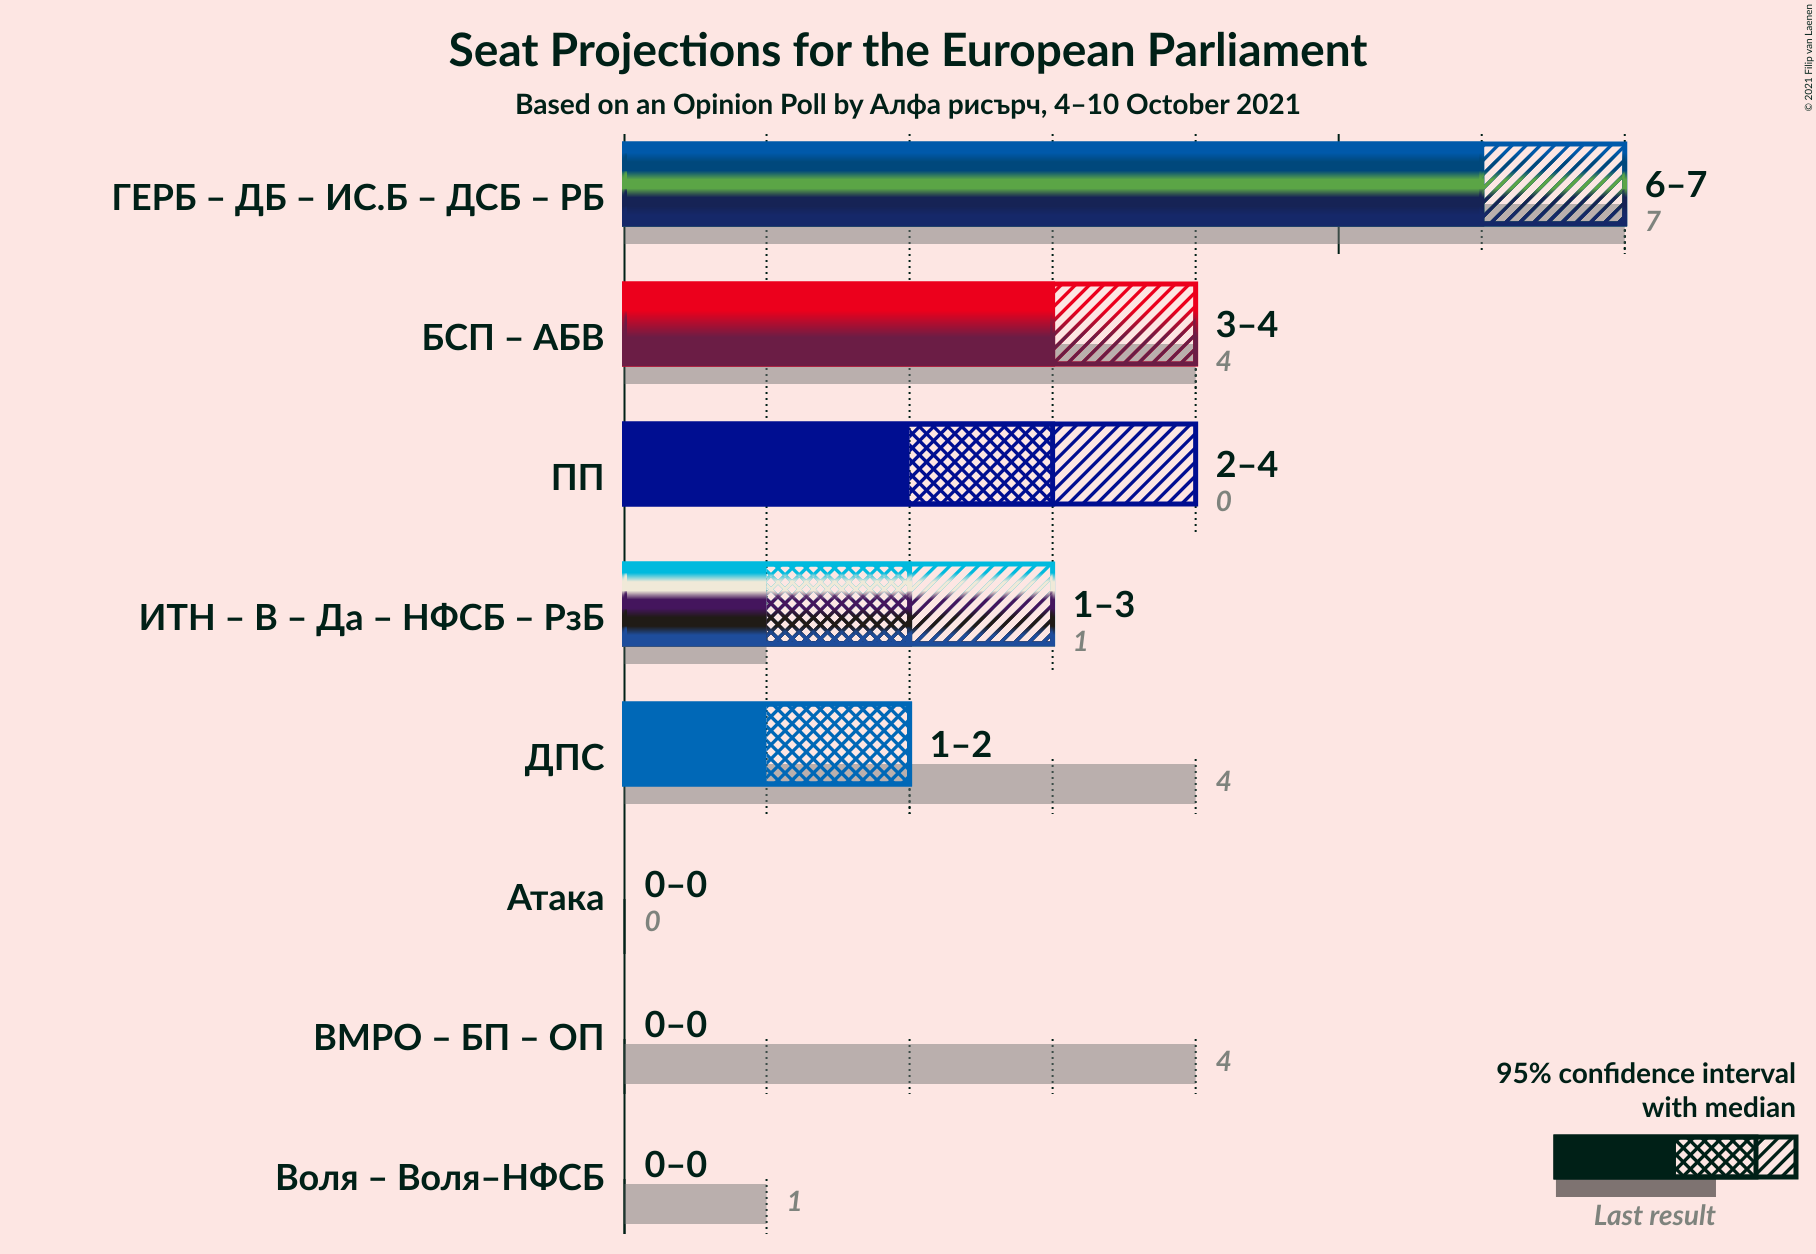 Seat Projections for the European Parliament
Based on an Opinion Poll by Алфа рисърч, 4–10 October 2021
© 2021 Filip van Laenen
ГЕРБ – ДБ – ИС.Б – ДСБ – РБ
6–7
7
БСП – АБВ
3–4
4
ПП
2–4
0
ИТН – В – Да – НФСБ – РзБ
1–3
1
ДПС
1–2
4
Атака
0–0
0
ВМРО – БП – ОП
0–0
4
Воля – Воля–НФСБ
0–0
1
95% confidence interval
with median
Last result